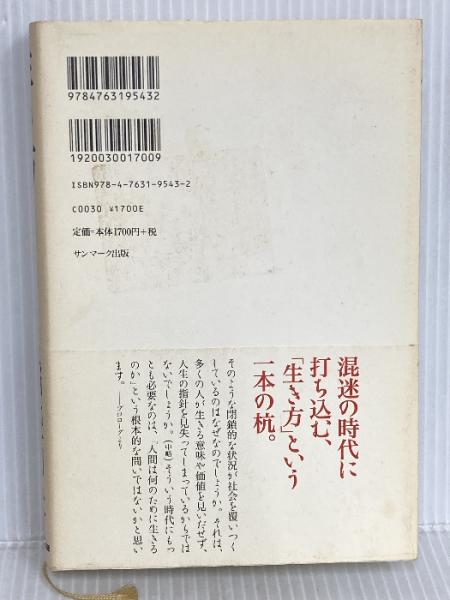 9784763195432
1920030017009
ISBN978-4-7631-9543-2
C0030 ¥1700E
定価=本体1700円+税
サンマーク出版
混迷の時代に
打ち込む、
「生き方」という
一本の杭。
そのような閉鎖的な状況が社会を覆いつく
しているのはなぜなのでしょうか。それは、
多くの人が生きる意味や価値を見いだせず、
人生の指針を見失ってしまっているからでは
ないでしょうか。(中略)そういう時代にもっ
とも必要なのは、「人間は何のために生きる
のか」という根本的な問いではないかと思い
ます。——プロローグより